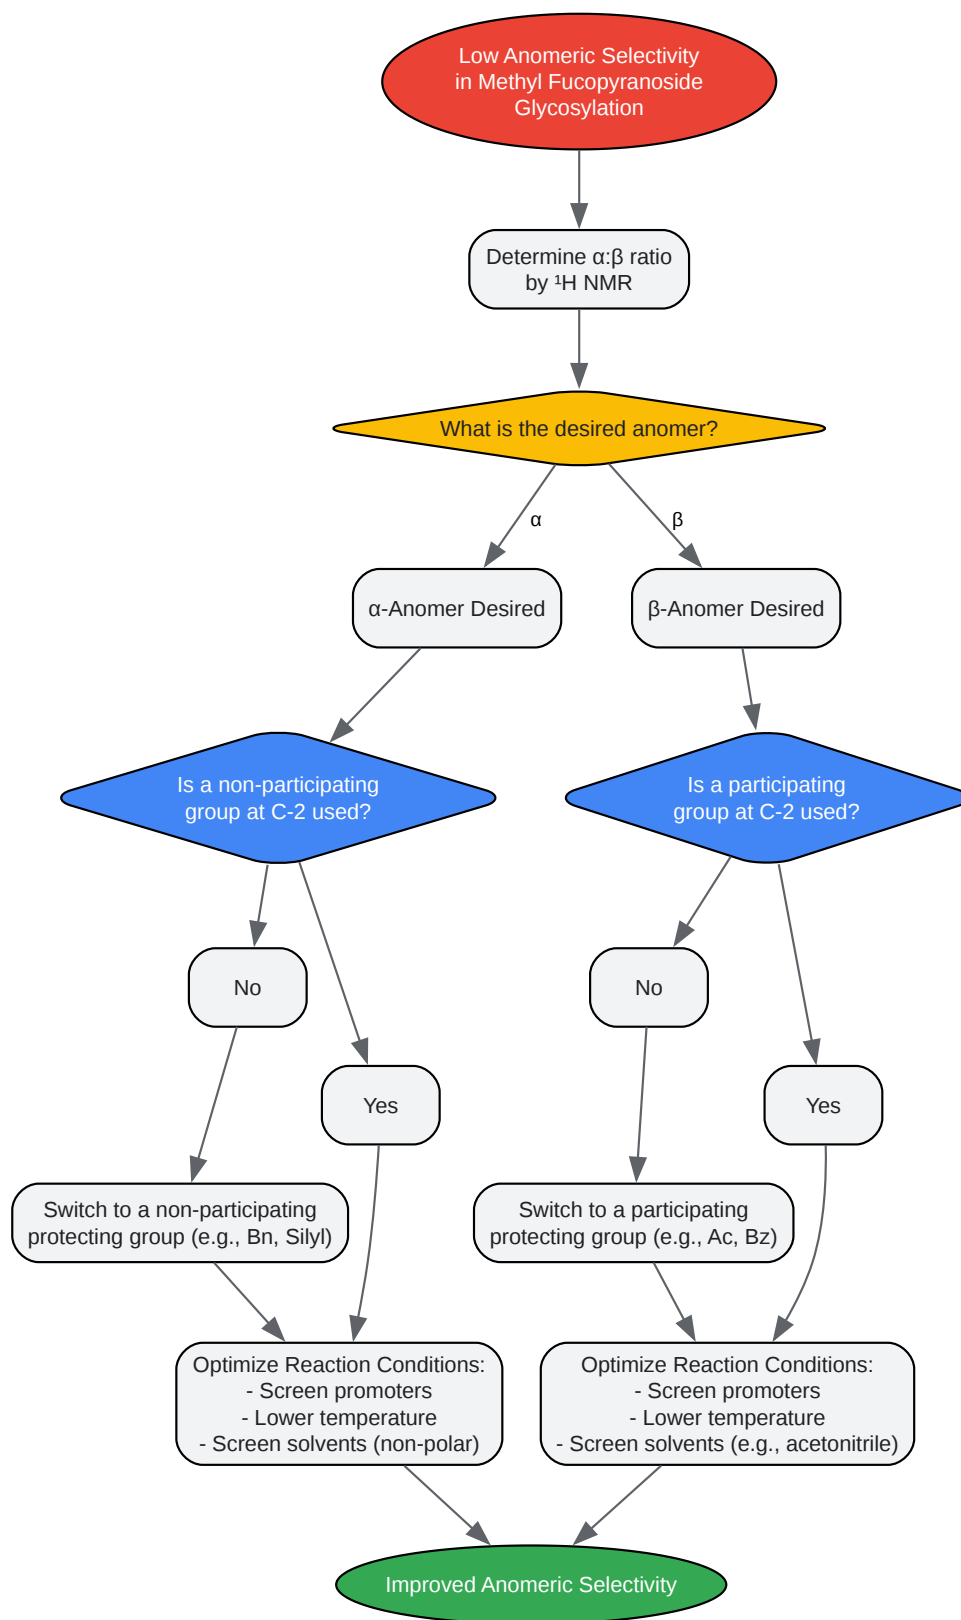 Low Anomeric Selectivity
in Methyl Fucopyranoside
Glycosylation
Determine α:β ratio
by ¹H NMR
What is the desired anomer?
α
β
α-Anomer Desired
β-Anomer Desired
Is a non-participating
group at C-2 used?
Is a participating
group at C-2 used?
No
No
Yes
Yes
Switch to a non-participating
protecting group (e.g., Bn, Silyl)
Switch to a participating
protecting group (e.g., Ac, Bz)
Optimize Reaction Conditions:
- Screen promoters
- Lower temperature
- Screen solvents (non-polar)
Optimize Reaction Conditions:
- Screen promoters
- Lower temperature
- Screen solvents (e.g., acetonitrile)
Improved Anomeric Selectivity